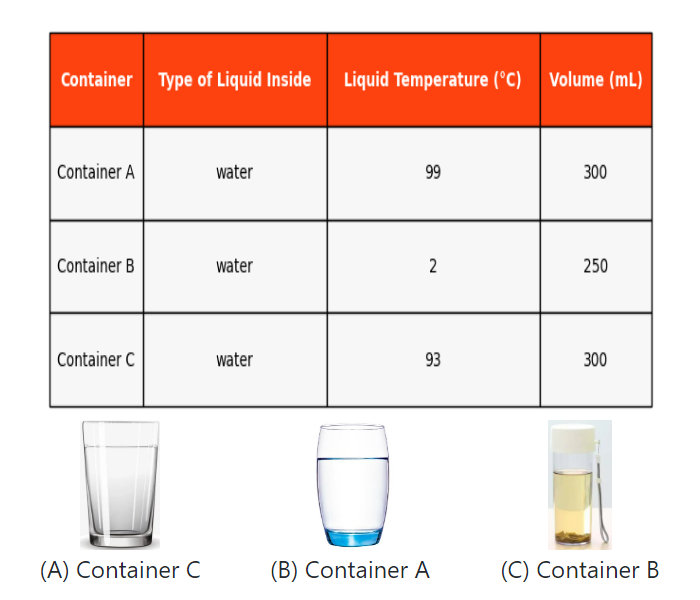 Container Type of Liquid Inside Liquid Temperature (°C) Volume (mL)
Container A water 99 300
Container B water 2 250
Container C water 93 300
(A) Container C (B) Container A (C) Container B